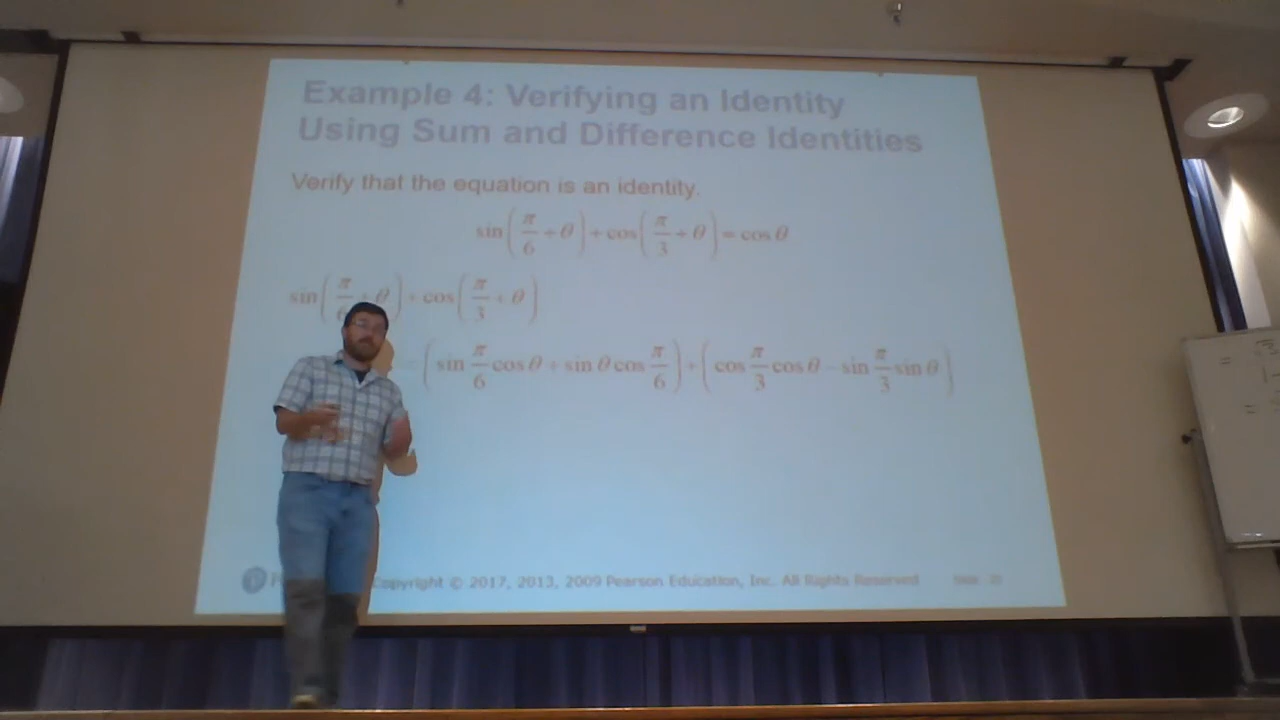 Example 4: Verifying an Identity
Using Sum and Difference Identities
Verify that the equation is an identity.
sin(π/6 + θ) + cos(π/3 + θ) = cos θ
sin(π/6 + θ) + cos(π/3 + θ)
= (sin π/6 cos θ + sin θ cos π/6) + (cos π/3 cos θ − sin π/3 sin θ)
Copyright © 2017, 2013, 2009 Pearson Education, Inc. All Rights Reserved